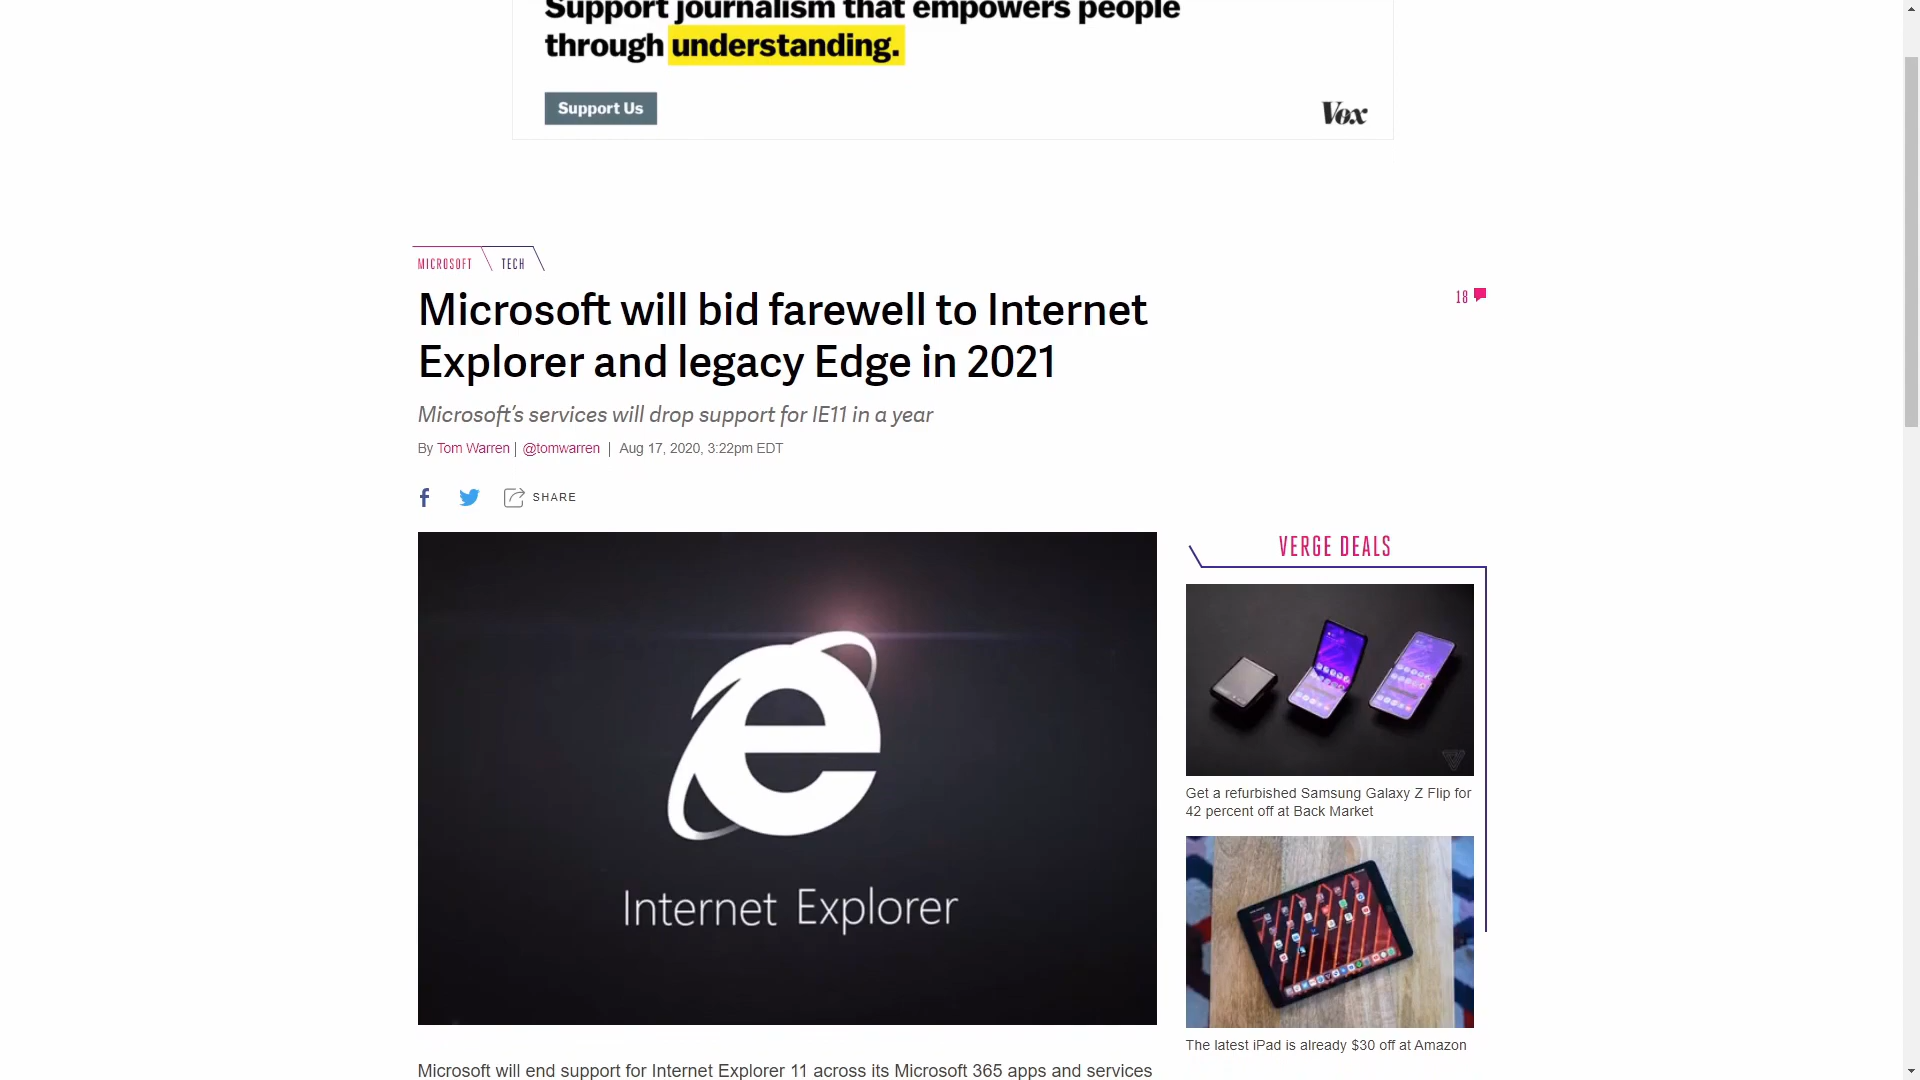 Support journalism that empowers people
through understanding.
Support Us
Vox
MICROSOFT
TECH
Microsoft will bid farewell to Internet
Explorer and legacy Edge in 2021
18
Microsoft's services will drop support for IE11 in a year
By Tom Warren | @tomwarren | Aug 17, 2020, 3:22pm EDT
SHARE
Internet Explorer
VERGE DEALS
Get a refurbished Samsung Galaxy Z Flip for
42 percent off at Back Market
The latest iPad is already $30 off at Amazon
Microsoft will end support for Internet Explorer 11 across its Microsoft 365 apps and services